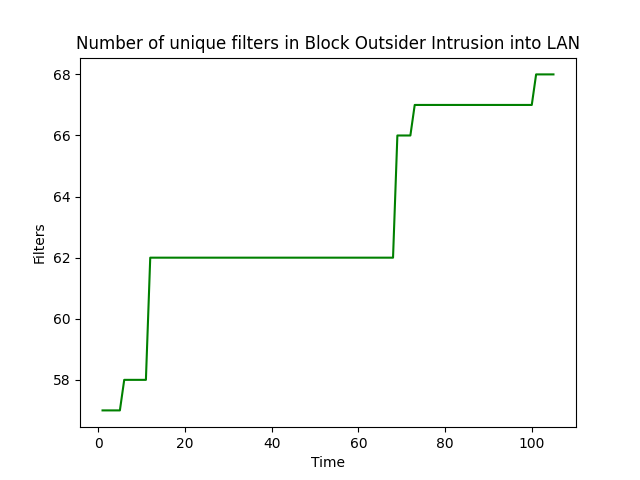 Number of unique filters in Block Outsider Intrusion into LAN
68
66
64
62
60
58
Filters
0 20 40 60 80 100
Time